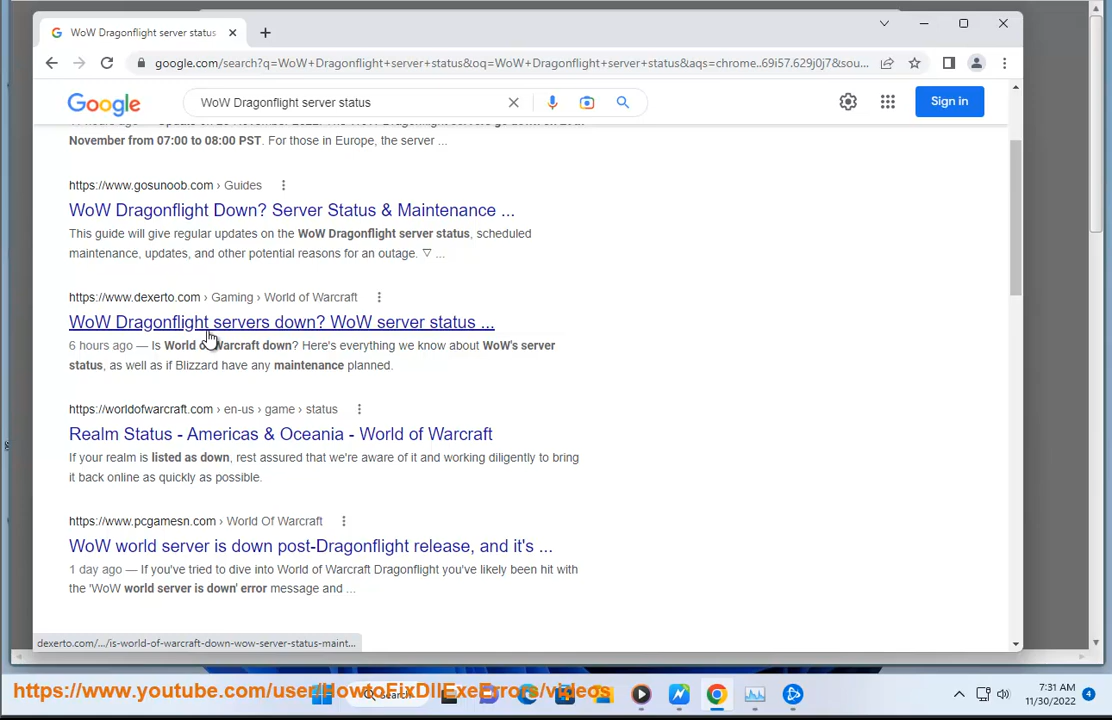 WoW Dragonflight server status
google.com/search?q=WoW+Dragonflight+server+status&oq=WoW+Dragonflight+server+status&aqs=chrome..69i57.629j0j7&sou...
Google
WoW Dragonflight server status
Sign in
November from 07:00 to 08:00 PST. For those in Europe, the server ...
https://www.gosunoob.com › Guides
WoW Dragonflight Down? Server Status & Maintenance ...
This guide will give regular updates on the WoW Dragonflight server status, scheduled
maintenance, updates, and other potential reasons for an outage. ▽ ...
https://www.dexerto.com › Gaming › World of Warcraft
WoW Dragonflight servers down? WoW server status ...
6 hours ago — Is World of Warcraft down? Here's everything we know about WoW's server
status, as well as if Blizzard have any maintenance planned.
https://worldofwarcraft.com › en-us › game › status
Realm Status - Americas & Oceania - World of Warcraft
If your realm is listed as down, rest assured that we're aware of it and working diligently to bring
it back online as quickly as possible.
https://www.pcgamesn.com › World Of Warcraft
WoW world server is down post-Dragonflight release, and it's ...
1 day ago — If you've tried to dive into World of Warcraft Dragonflight you've likely been hit with
the 'WoW world server is down' error message and ...
dexerto.com/.../is-world-of-warcraft-down-wow-server-status-maint...
https://www.youtube.com/user/HowtoFixDllExeErrors/videos
Search
7:31 AM
11/30/2022
4